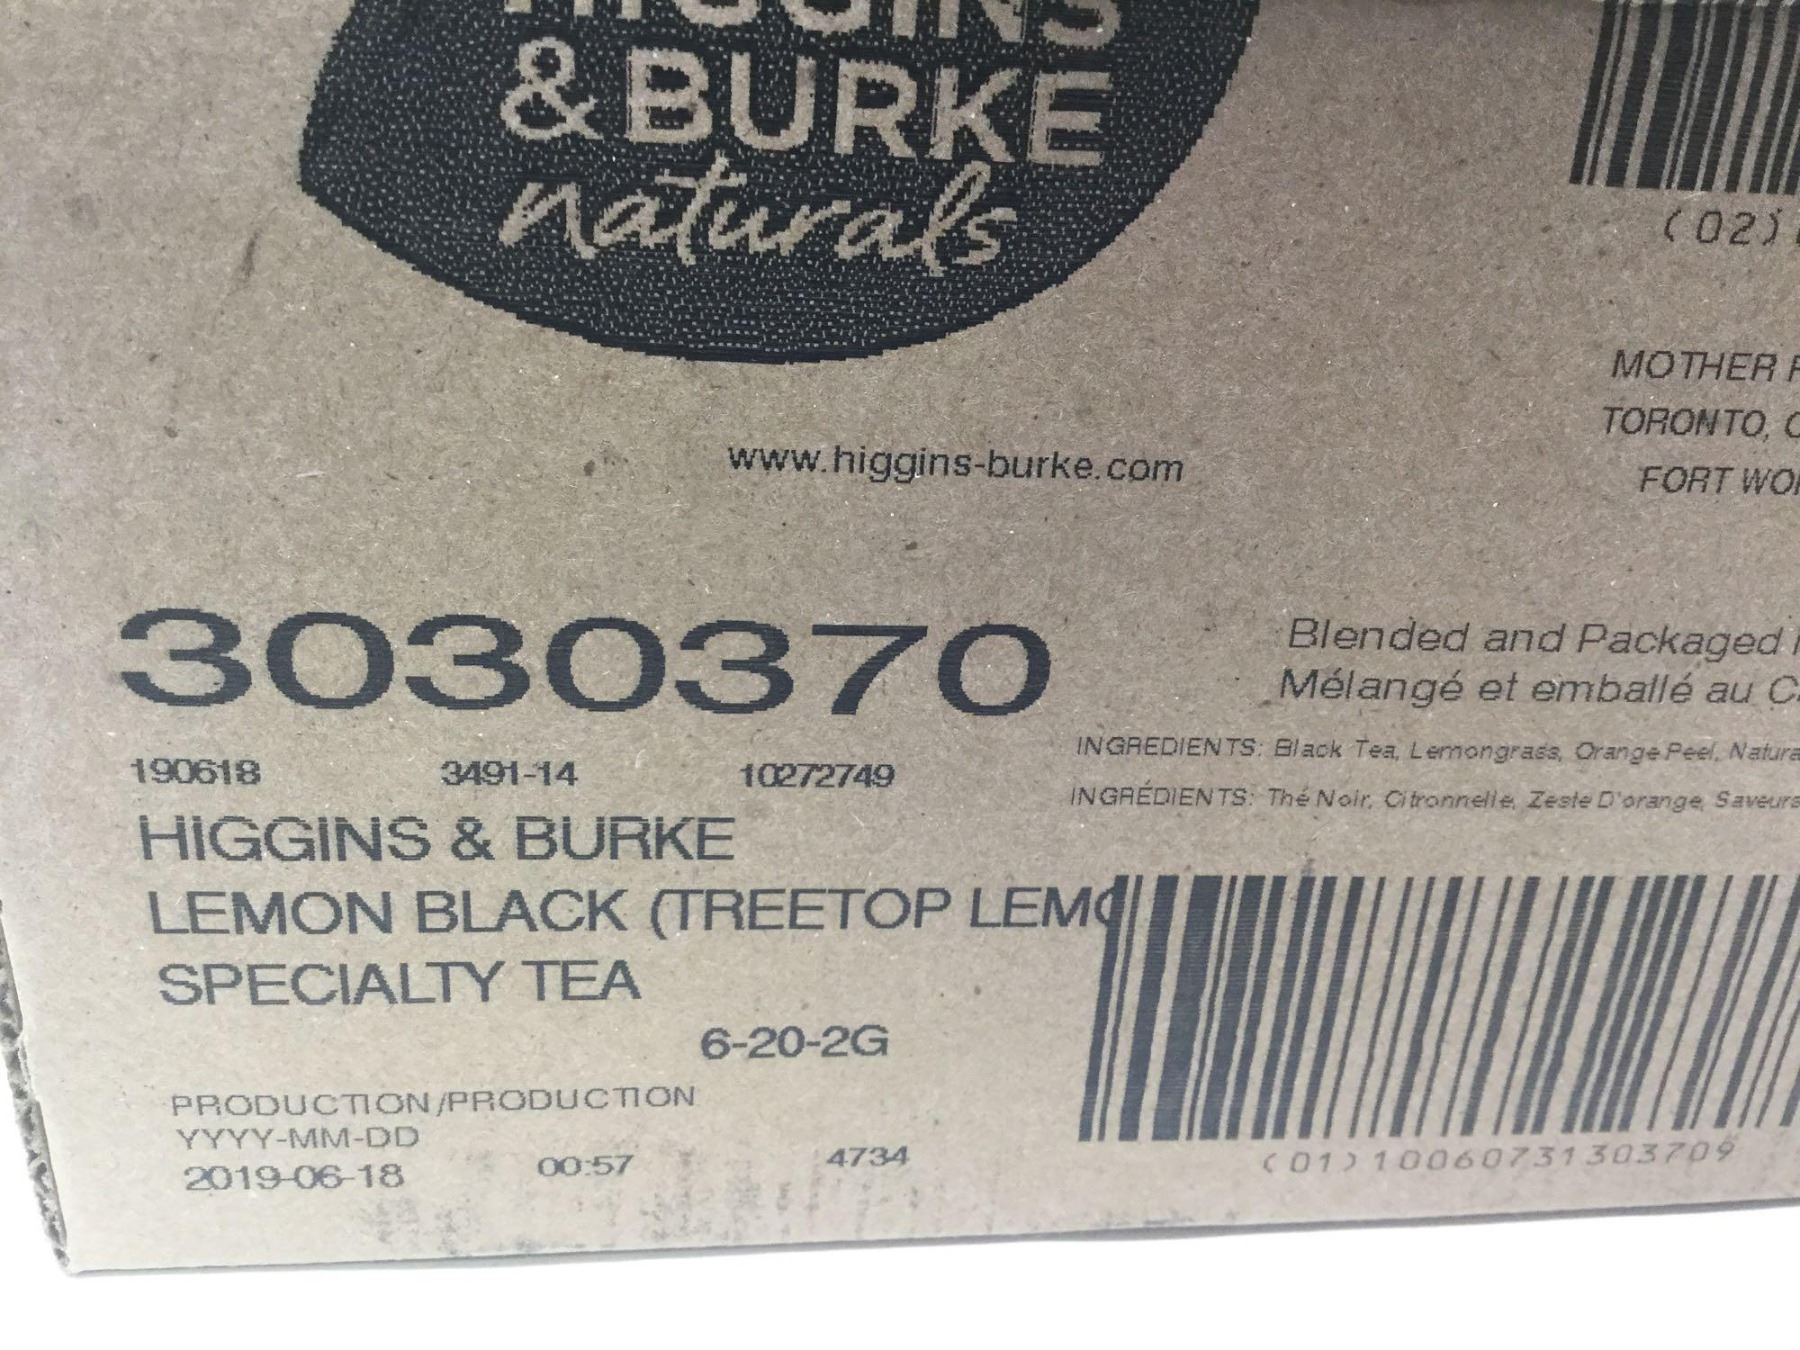 HIGGINS
& BURKE
naturals
(02)
www.higgins-burke.com
MOTHER
TORONTO,
FORT
3030370
Blended and Packaged
Mélangé et emballé au
190618 3491-14 10272749
INGREDIENTS: Black Tea, Lemongrass, Orange Peel,
INGRÉDIENTS: Thé Noir, Citronnelle, Zeste D'orange,
HIGGINS & BURKE
LEMON BLACK (TREETOP
SPECIALTY TEA
6-20-2G
PRODUCTION/PRODUCTION
YYYY-MM-DD
2019-06-18 00:57 4734
(01)10060731303709